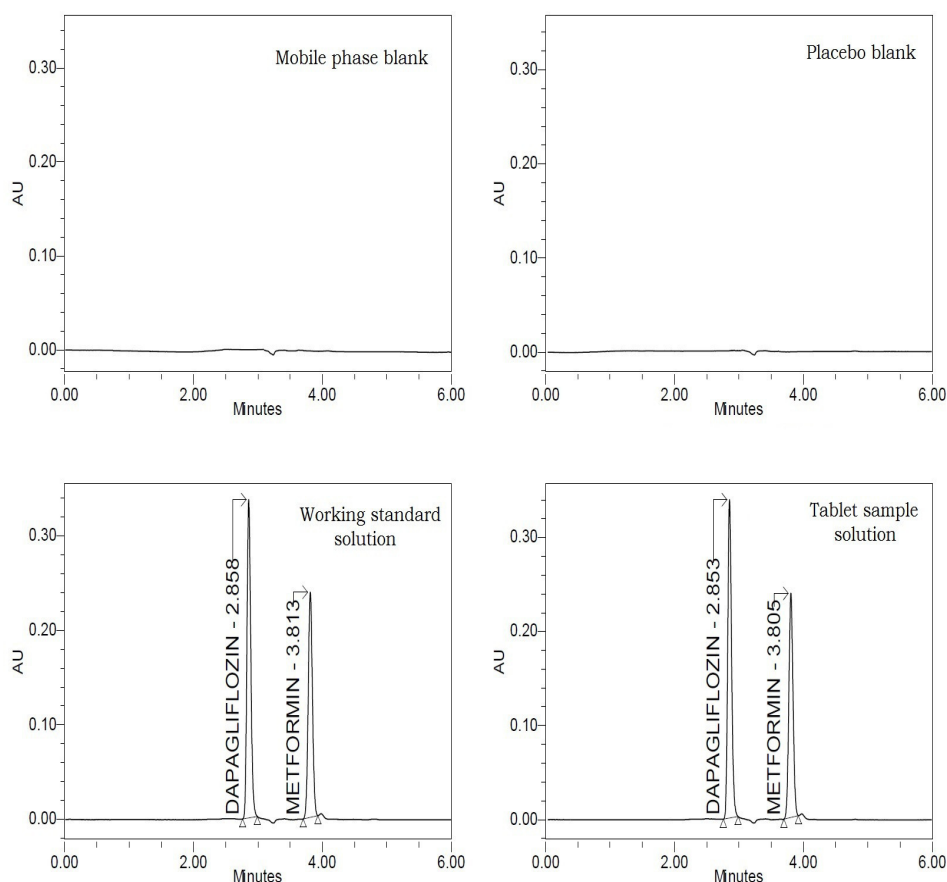 Mobile phase blank
0.30
0.20
AU
0.10
0.00
0.00 2.00 4.00 6.00
Minutes
Placebo blank
0.30
0.20
AU
0.10
0.00
0.00 2.00 4.00 6.00
Minutes
Working standard
solution
0.30
0.20
AU
0.10
0.00
DAPAGLIFLOZIN - 2.858
METFORMIN - 3.813
0.00 2.00 4.00 6.00
Minutes
Tablet sample
solution
0.30
0.20
AU
0.10
0.00
DAPAGLIFLOZIN - 2.853
METFORMIN - 3.805
0.00 2.00 4.00 6.00
Minutes